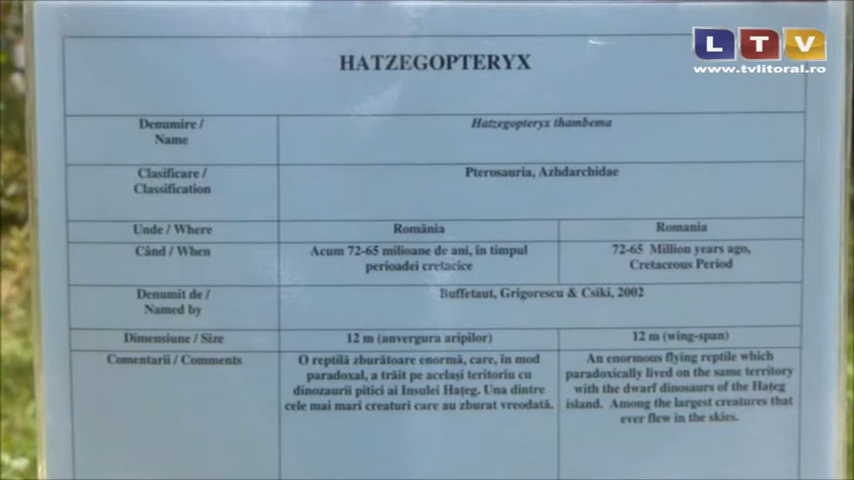 LTV
www.tvlitoral.ro
HATZEGOPTERYX
Denumire /
Name
Hatzegopteryx thambema
Clasificare /
Classification
Pterosauria, Azhdarchidae
Unde / Where
România
Romania
Când / When
Acum 72-65 milioane de ani, în timpul
perioadei cretacice
72-65 Million years ago,
Cretaceous Period
Denumit de /
Named by
Buffetaut, Grigorescu & Csiki, 2002
Dimensiune / Size
12 m (anvergura aripilor)
12 m (wing-span)
Comentarii / Comments
O reptilă zburătoare enormă, care, în mod
paradoxal, a trăit pe același teritoriu cu
dinozaurii pitici ai Insulei Hațeg. Una dintre
cele mai mari creaturi care au zburat vreodată.
An enormous flying reptile which
paradoxically lived on the same territory
with the dwarf dinosaurs of the Hațeg
island. Among the largest creatures that
ever flew in the skies.